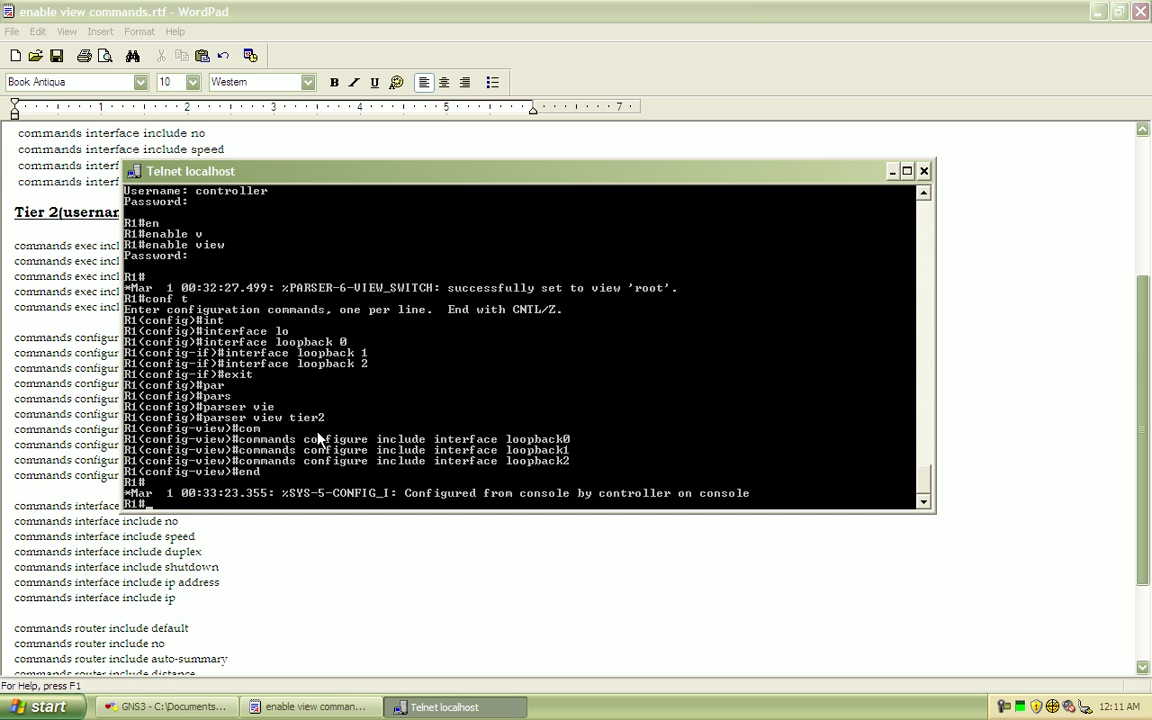 enable view commands.rtf - WordPad
File Edit View Insert Format Help
Book Antiqua 10 Western B U
1 2 3 4 5 7
commands interface include no
commands interface include speed
commands interf
commands interf
Tier 2(usernam
commands exec incl
commands exec incl
commands exec incl
commands exec incl
commands exec incl
commands configur
commands configur
commands configur
commands configur
commands configur
commands configur
commands configur
commands configur
commands configur
commands configur
commands interface
commands interface include no
commands interface include speed
commands interface include duplex
commands interface include shutdown
commands interface include ip address
commands interface include ip
commands router include default
commands router include no
commands router include auto-summary
commands router include distance
Telnet localhost
Username: controller
Password:
R1#en
R1#enable v
R1#enable view
Password:
R1#
*Mar 1 00:32:27.499: %PARSER-6-VIEW_SWITCH: successfully set to view 'root'.
R1#conf t
Enter configuration commands, one per line. End with CNTL/Z.
R1(config)#int
R1(config)#interface lo
R1(config)#interface loopback 0
R1(config-if)#interface loopback 1
R1(config-if)#interface loopback 2
R1(config-if)#exit
R1(config)#par
R1(config)#pars
R1(config)#parser vie
R1(config)#parser view tier2
R1(config-view)#com
R1(config-view)#commands configure include interface loopback0
R1(config-view)#commands configure include interface loopback1
R1(config-view)#commands configure include interface loopback2
R1(config-view)#end
R1#
*Mar 1 00:33:23.355: %SYS-5-CONFIG_I: Configured from console by controller on console
R1#_
For Help, press F1
start GNS3 - C:\Documents... enable view comman... Telnet localhost 12:11 AM